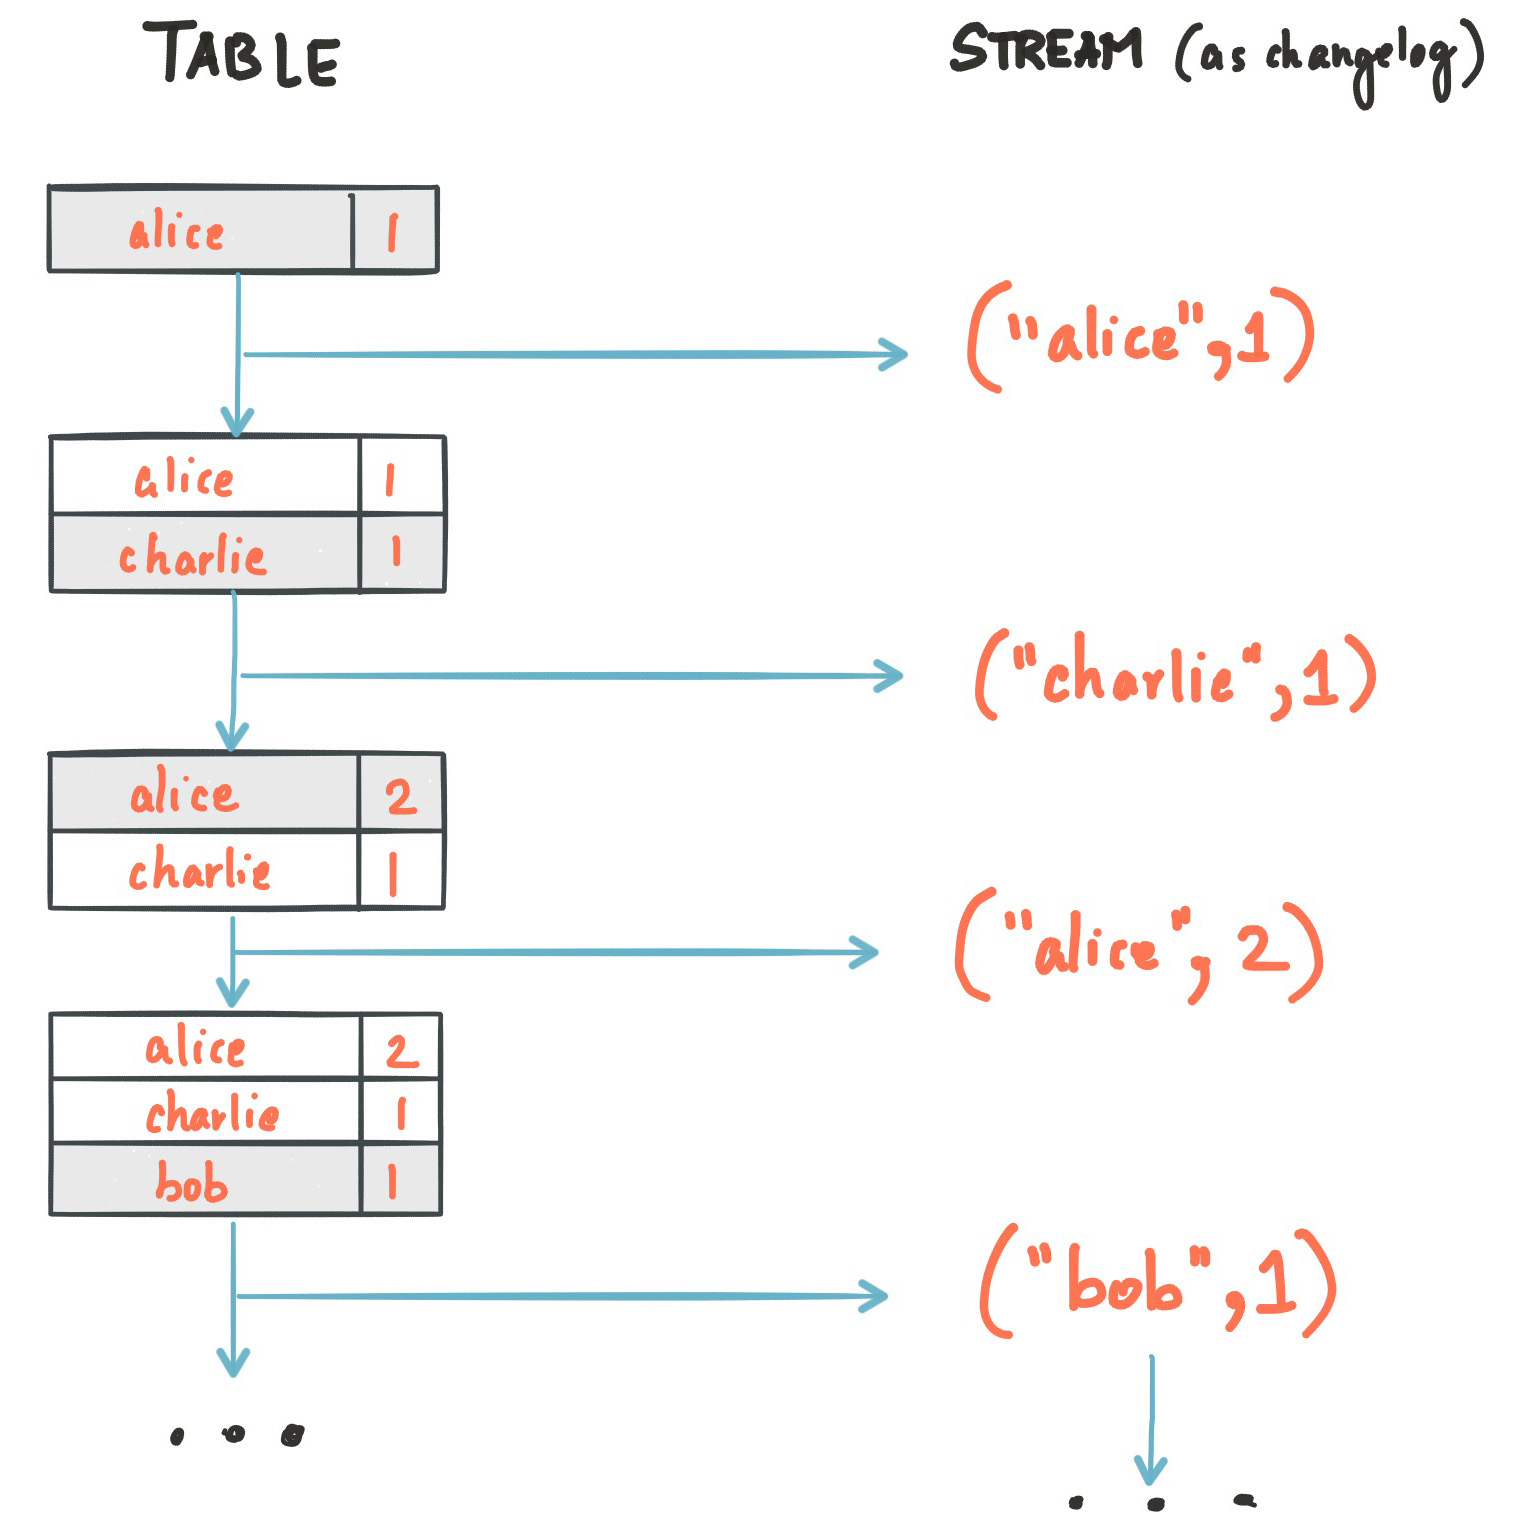 TABLE
STREAM (as changelog)
alice 1
("alice",1)
alice 1
charlie 1
("charlie",1)
alice 2
charlie 1
("alice", 2)
alice 2
charlie 1
bob 1
("bob",1)
...
...